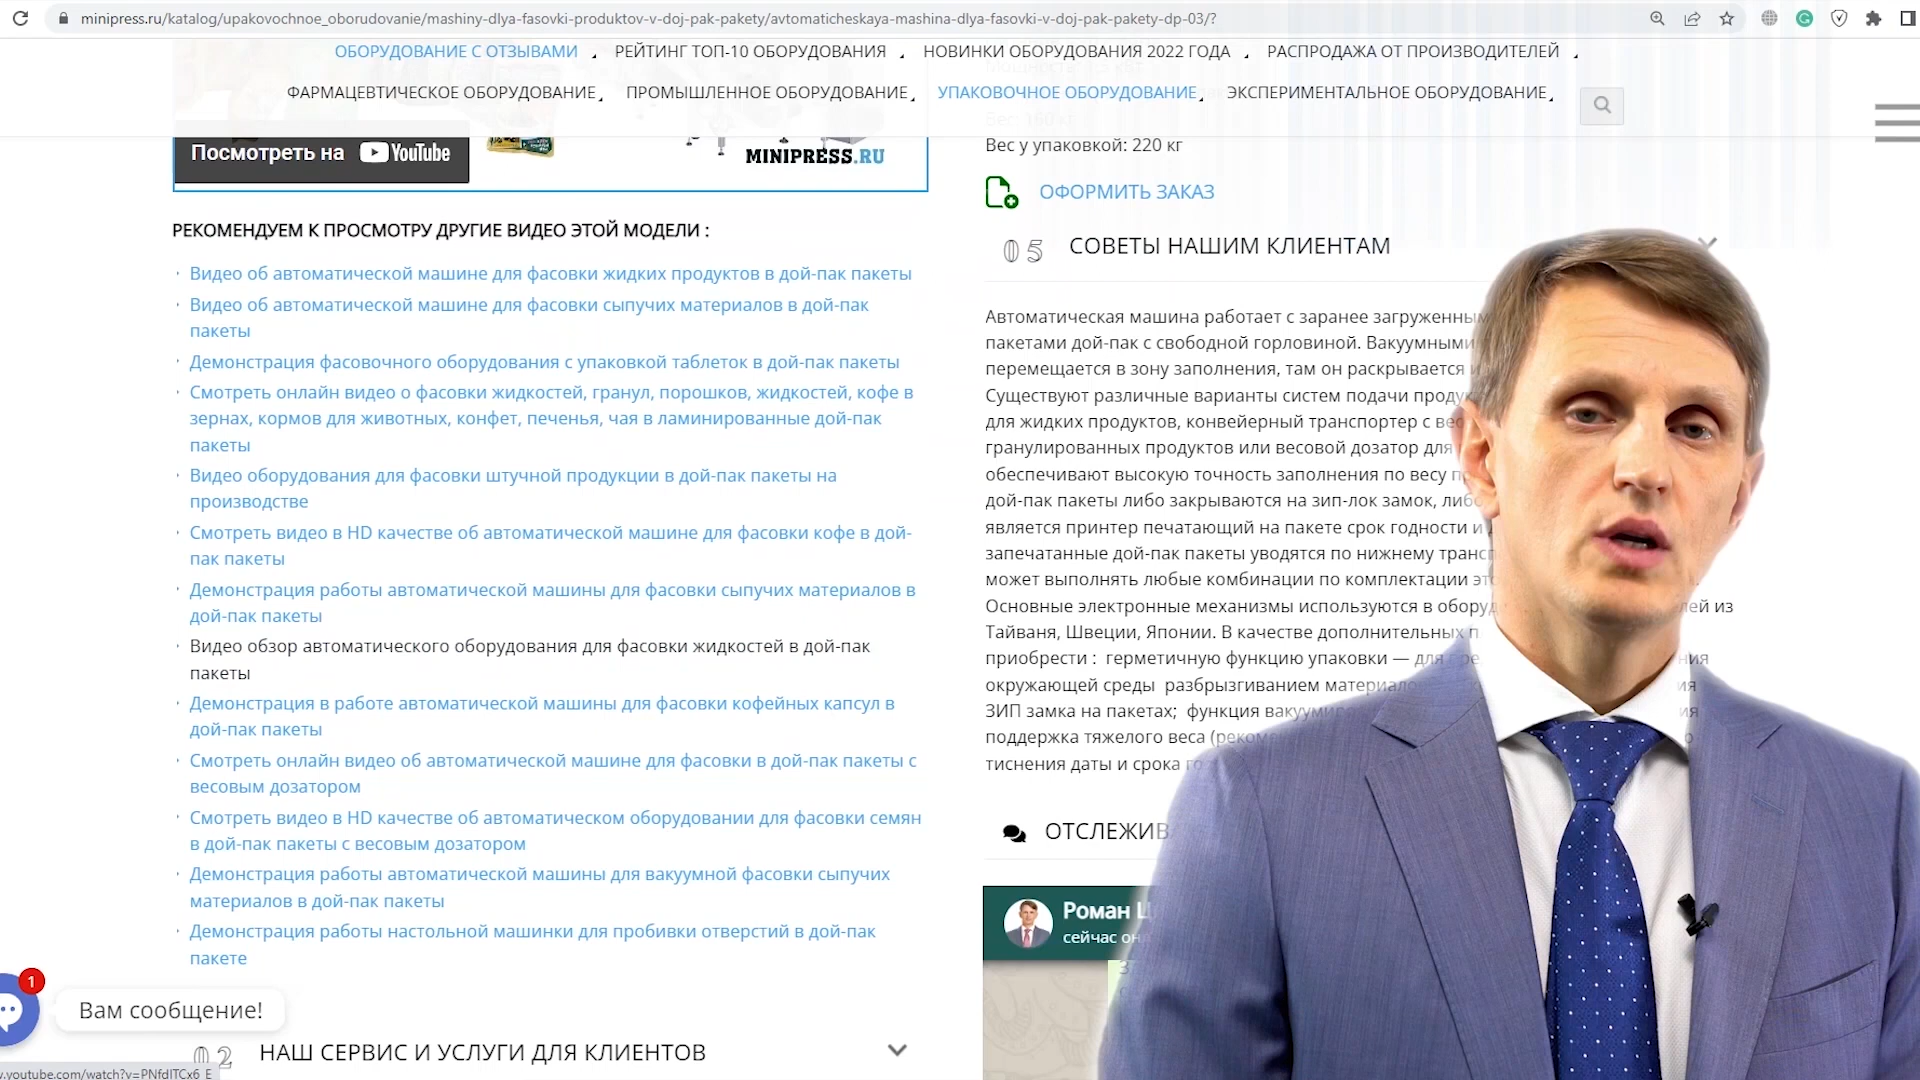 minipress.ru/katalog/upakovochnoe_oborudovanie/mashiny-dlya-fasovki-produktov-v-doj-pak-pakety/avtomaticheskaya-mashina-dlya-fasovki-v-doj-pak-pakety-dp-03/?
ОБОРУДОВАНИЕ С ОТЗЫВАМИ РЕЙТИНГ ТОП-10 ОБОРУДОВАНИЯ НОВИНКИ ОБОРУДОВАНИЯ 2022 ГОДА РАСПРОДАЖА ОТ ПРОИЗВОДИТЕЛЕЙ
ФАРМАЦЕВТИЧЕСКОЕ ОБОРУДОВАНИЕ ПРОМЫШЛЕННОЕ ОБОРУДОВАНИЕ УПАКОВОЧНОЕ ОБОРУДОВАНИЕ ЭКСПЕРИМЕНТАЛЬНОЕ ОБОРУДОВАНИЕ
Посмотреть на YouTube
MINIPRESS.RU
РЕКОМЕНДУЕМ К ПРОСМОТРУ ДРУГИЕ ВИДЕО ЭТОЙ МОДЕЛИ :
Видео об автоматической машине для фасовки жидких продуктов в дой-пак пакеты
Видео об автоматической машине для фасовки сыпучих материалов в дой-пак
пакеты
Демонстрация фасовочного оборудования с упаковкой таблеток в дой-пак пакеты
Смотреть онлайн видео о фасовки жидкостей, гранул, порошков, жидкостей, кофе в
зернах, кормов для животных, конфет, печенья, чая в ламинированные дой-пак
пакеты
Видео оборудования для фасовки штучной продукции в дой-пак пакеты на
производстве
Смотреть видео в HD качестве об автоматической машине для фасовки кофе в дой-
пак пакеты
Демонстрация работы автоматической машины для фасовки сыпучих материалов в
дой-пак пакеты
Видео обзор автоматического оборудования для фасовки жидкостей в дой-пак
пакеты
Демонстрация в работе автоматической машины для фасовки кофейных капсул в
дой-пак пакеты
Смотреть онлайн видео об автоматической машине для фасовки в дой-пак пакеты с
весовым дозатором
Смотреть видео в HD качестве об автоматическом оборудовании для фасовки семян
в дой-пак пакеты с весовым дозатором
Демонстрация работы автоматической машины для вакуумной фасовки сыпучих
материалов в дой-пак пакеты
Демонстрация работы настольной машинки для пробивки отверстий в дой-пак
пакете
1
Вам сообщение!
02 НАШ СЕРВИС И УСЛУГИ ДЛЯ КЛИЕНТОВ
.youtube.com/watch?v=PNfdITCx6_E
Вес у упаковкой: 220 кг
ОФОРМИТЬ ЗАКАЗ
05 СОВЕТЫ НАШИМ КЛИЕНТАМ
Автоматическая машина работает с заранее загруженным
пакетами дой-пак с свободной горловиной. Вакуумными
перемещается в зону заполнения, там он раскрывается
Существуют различные варианты систем подачи
для жидких продуктов, конвейерный транспортер с
гранулированных продуктов или весовой дозатор для
обеспечивают высокую точность заполнения по весу
дой-пак пакеты либо закрываются на зип-лок замок, либо
является принтер печатающий на пакете срок годности и
запечатанные дой-пак пакеты уводятся по нижнему
может выполнять любые комбинации по комплектации
Основные электронные механизмы используются в из
Тайваня, Швеции, Японии. В качестве дополнительных
приобрести : герметичную функцию упаковки — для
окружающей среды разбрызгиванием
ЗИП замка на пакетах; функция
поддержка тяжелого веса
тиснения даты и срока
ОТСЛЕЖИВ
Роман
сейчас